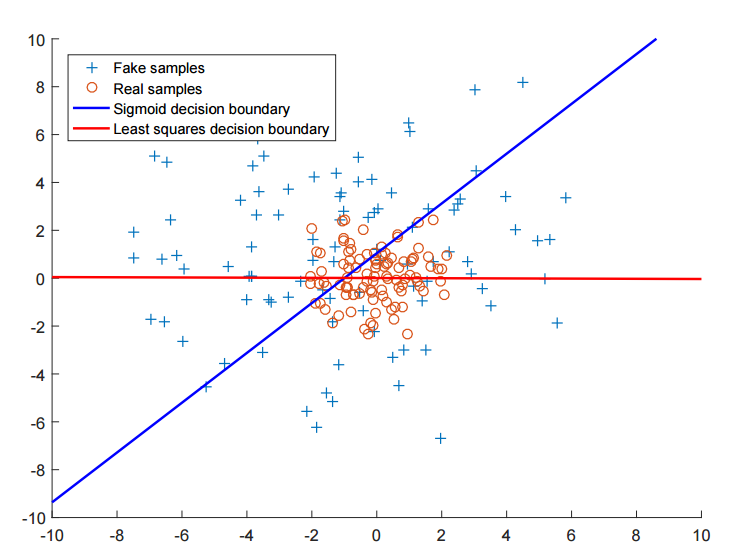 10
8
6
4
2
0
-2
-4
-6
-8
-10
Fake samples
Real samples
Sigmoid decision boundary
Least squares decision boundary
-10 -8 -6 -4 -2 0 2 4 6 8 10